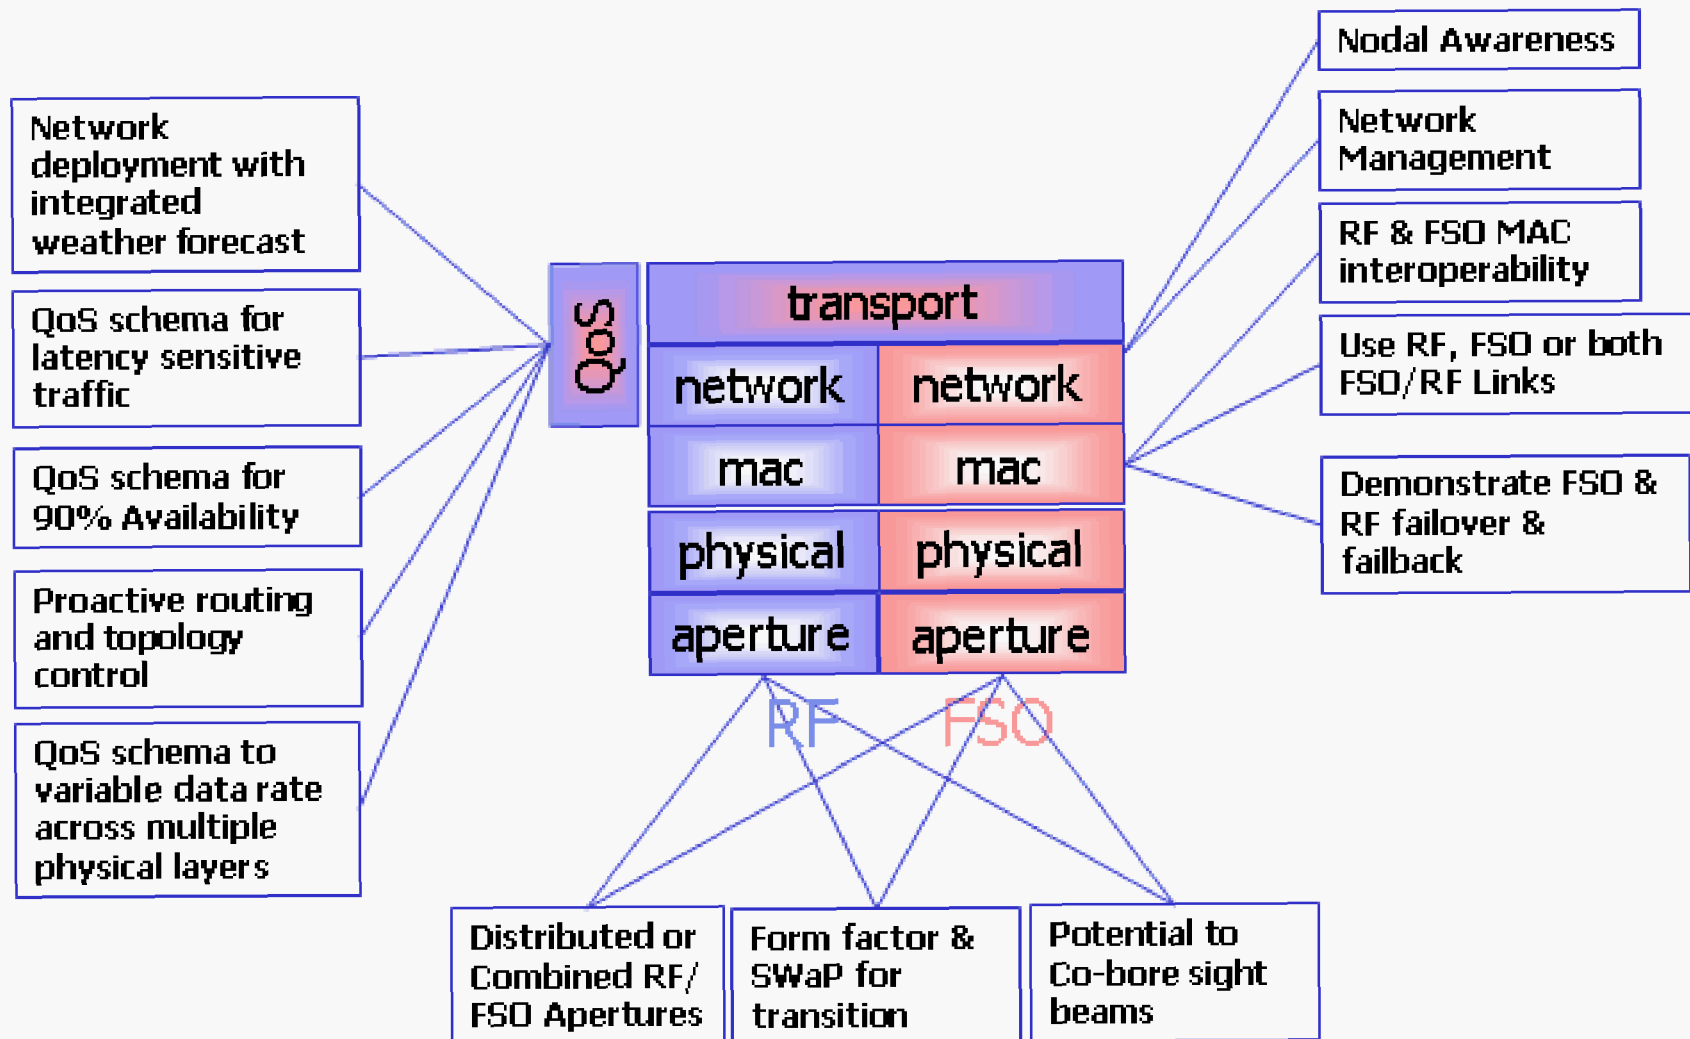 Network
deployment with
integrated
weather forecast
QoS schema for
latency sensitive
traffic
QoS schema for
90% Availability
Proactive routing
and topology
control
QoS schema to
variable data rate
across multiple
physical layers
QoS
transport
network network
mac mac
physical physical
aperture aperture
RF FSO
Nodal Awareness
Network
Management
RF & FSO MAC
interoperability
Use RF, FSO or both
FSO/RF Links
Demonstrate FSO &
RF failover &
failback
Distributed or
Combined RF/
FSO Apertures
Form factor &
SWaP for
transition
Potential to
Co-bore sight
beams